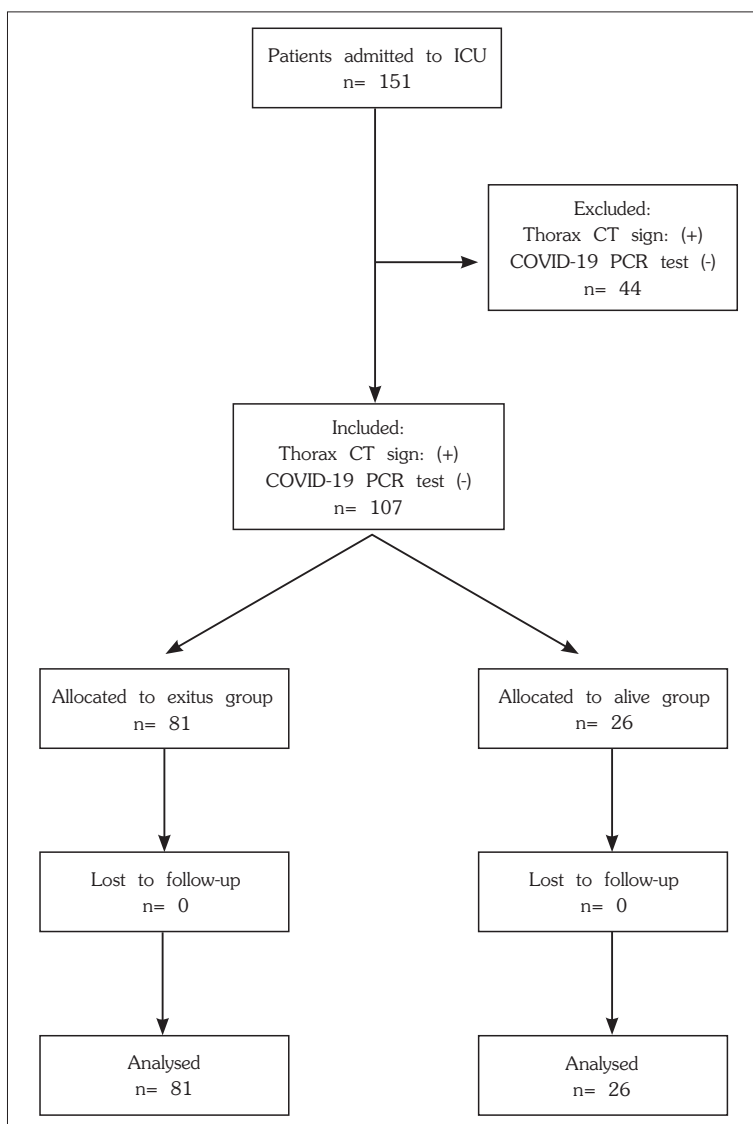 Patients admitted to ICU
n= 151
Excluded:
Thorax CT sign: (+)
COVID-19 PCR test (-)
n= 44
Included:
Thorax CT sign: (+)
COVID-19 PCR test (-)
n= 107
Allocated to exitus group
n= 81
Allocated to alive group
n= 26
Lost to follow-up
n= 0
Lost to follow-up
n= 0
Analysed
n= 81
Analysed
n= 26